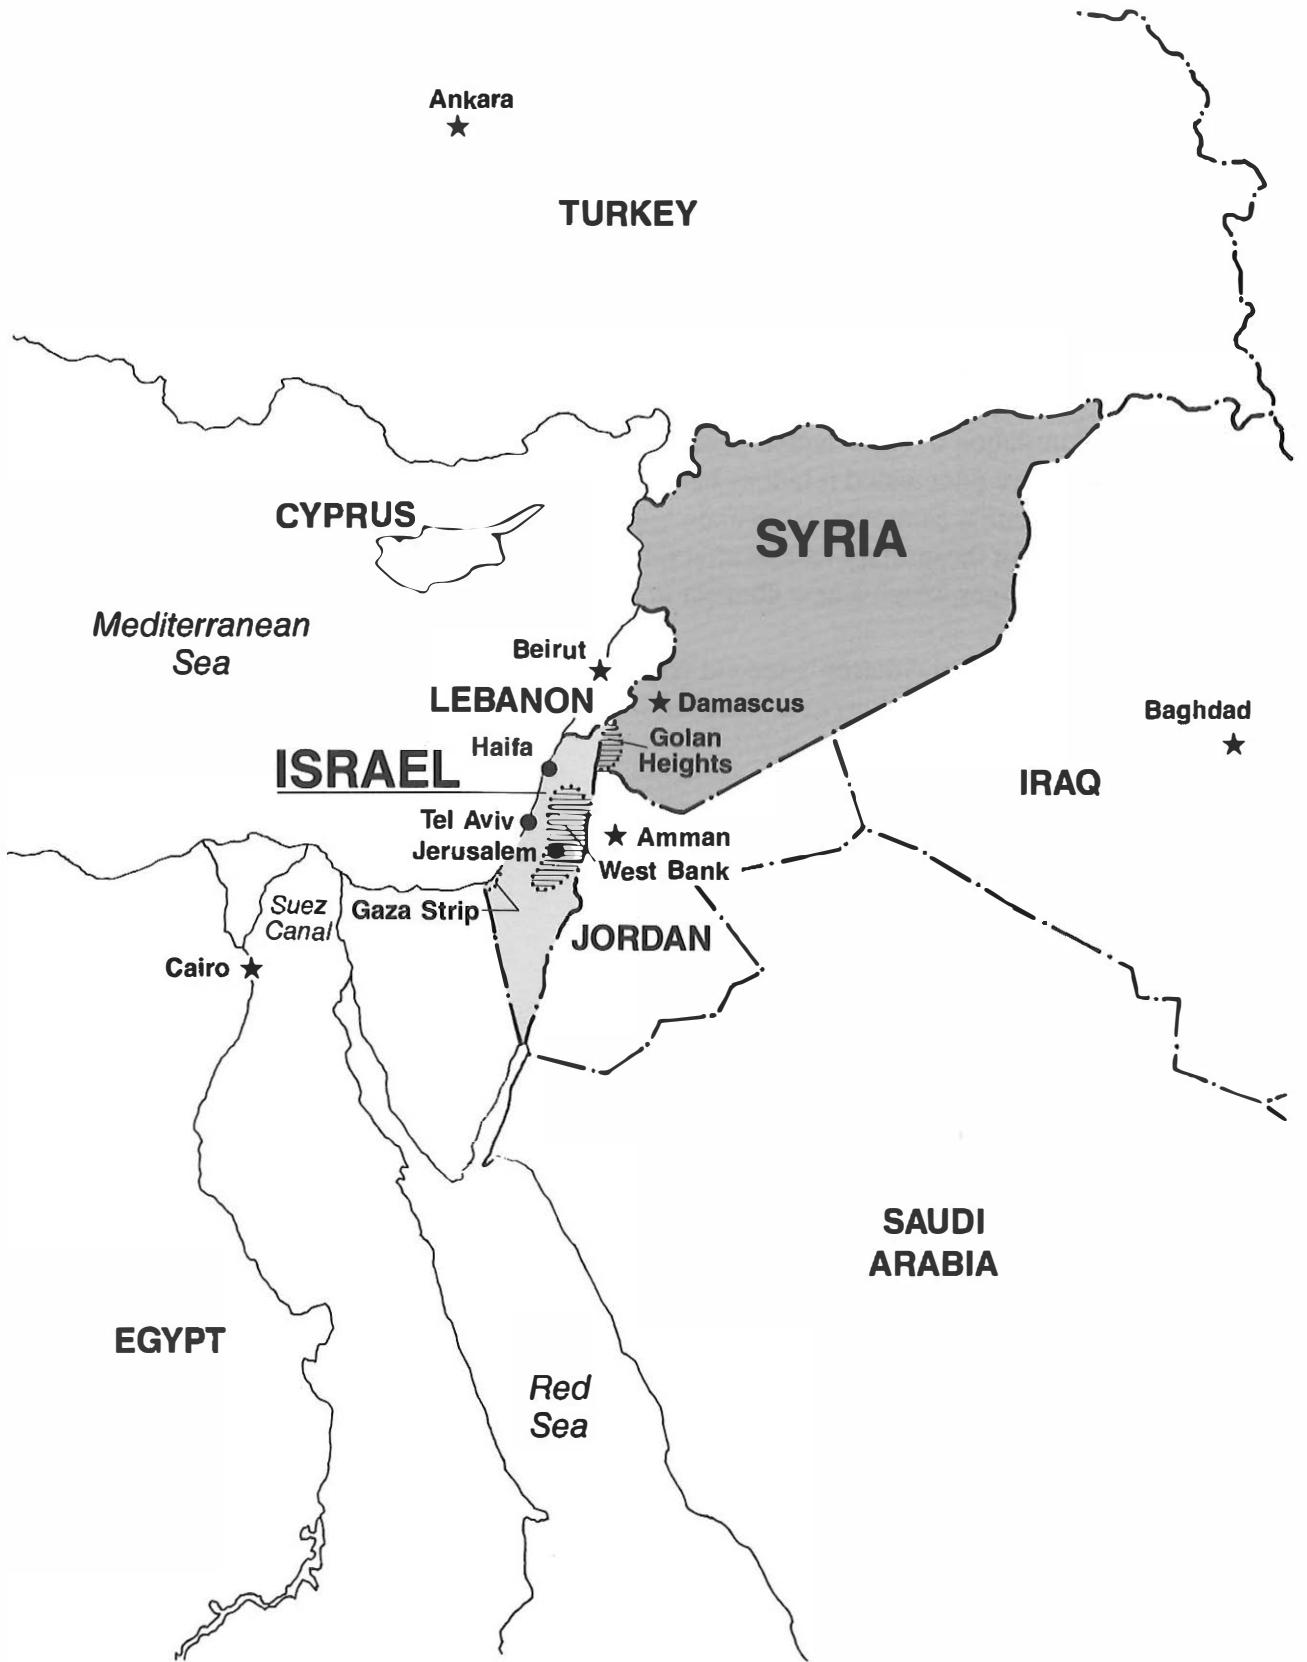 Ankara
TURKEY
CYPRUS
SYRIA
Mediterranean
Sea
Beirut
LEBANON
Damascus
Baghdad
Haifa
Golan
Heights
ISRAEL
IRAQ
Tel Aviv
Amman
Jerusalem
West Bank
Suez
Canal
Gaza Strip
JORDAN
Cairo
SAUDI
ARABIA
EGYPT
Red
Sea